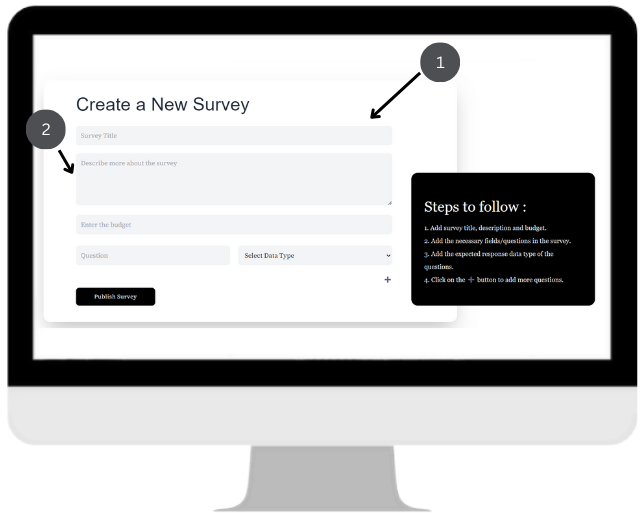 1
Create a New Survey
2
Survey Title
Describe more about the survey
Enter the budget
Question
Select Data Type
+
Publish Survey
Steps to follow :
1. Add survey title, description and budget.
2. Add the necessary fields/questions in the survey.
3. Add the expected response data type of the
questions.
4. Click on the + button to add more questions.